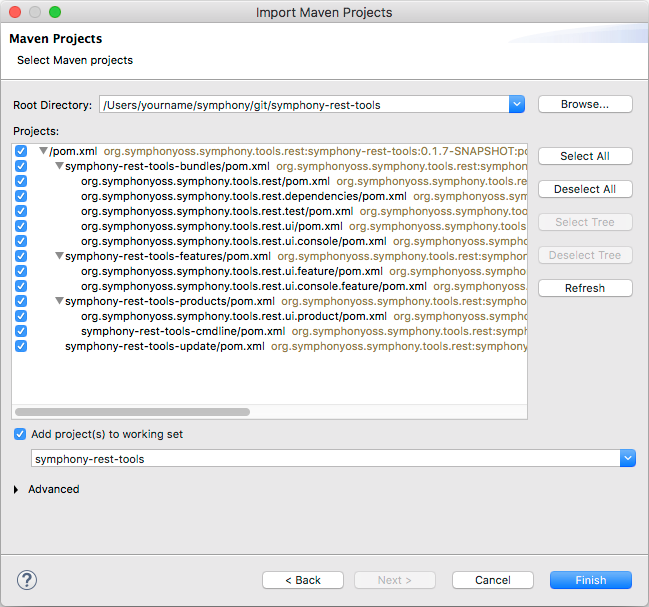 Import Maven Projects
Maven Projects
Select Maven projects
Root Directory: /Users/yourname/symphony/git/symphony-rest-tools Browse...
Projects:
/pom.xml org.symphonyoss.symphony.tools.rest:symphony-rest-tools:0.1.7-SNAPSHOT:po
Select All
symphony-rest-tools-bundles/pom.xml org.symphonyoss.symphony.tools.rest:sympho
org.symphonyoss.symphony.tools.rest/pom.xml org.symphonyoss.symphony.tools.re
Deselect All
org.symphonyoss.symphony.tools.rest.dependencies/pom.xml org.symphonyoss.sym
org.symphonyoss.symphony.tools.rest.test/pom.xml org.symphonyoss.symphony.too
Select Tree
org.symphonyoss.symphony.tools.rest.ui/pom.xml org.symphonyoss.symphony.tools
org.symphonyoss.symphony.tools.rest.ui.console/pom.xml org.symphonyoss.sympho
Deselect Tree
symphony-rest-tools-features/pom.xml org.symphonyoss.symphony.tools.rest:symphon
org.symphonyoss.symphony.tools.rest.ui.feature/pom.xml org.symphonyoss.symphon
org.symphonyoss.symphony.tools.rest.ui.console.feature/pom.xml org.symphonyoss
Refresh
symphony-rest-tools-products/pom.xml org.symphonyoss.symphony.tools.rest:sympho
org.symphonyoss.symphony.tools.rest.ui.product/pom.xml org.symphonyoss.symphon
symphony-rest-tools-cmdline/pom.xml org.symphonyoss.symphony.tools.rest:sympl
symphony-rest-tools-update/pom.xml org.symphonyoss.symphony.tools.rest:symphony
Add project(s) to working set
symphony-rest-tools
Advanced
? < Back Next > Cancel Finish